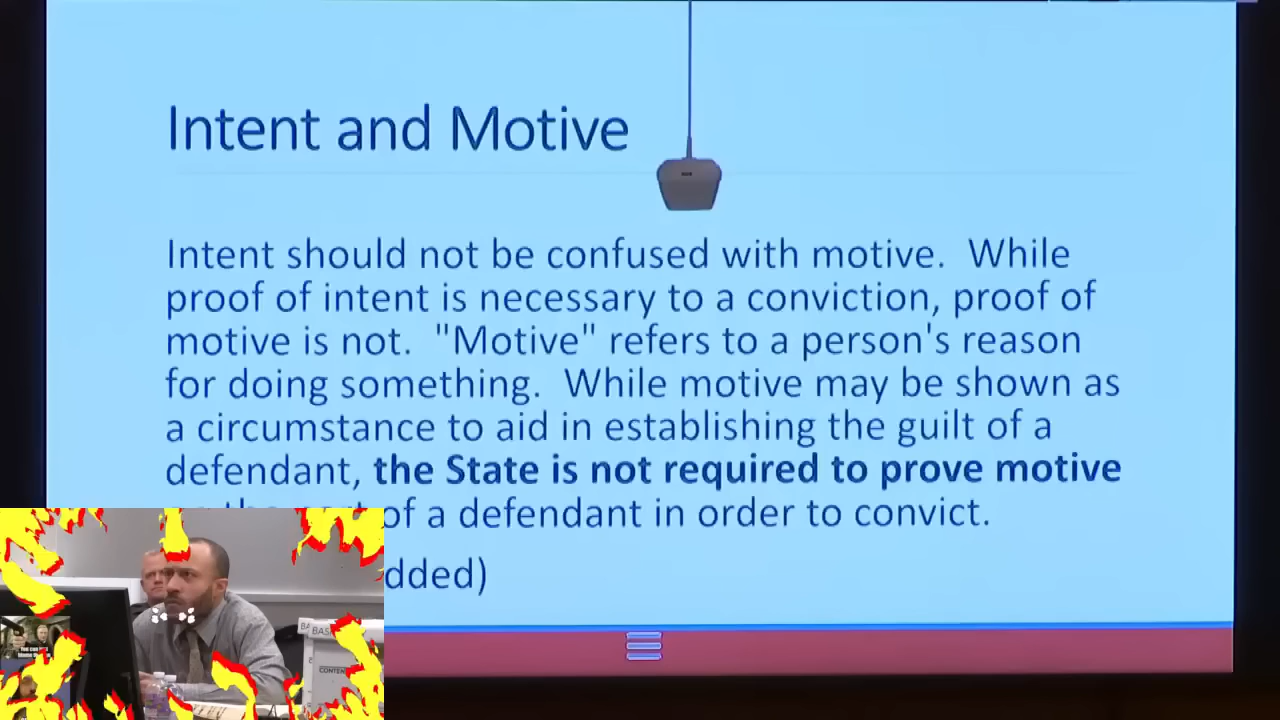 Intent and Motive
Intent should not be confused with motive. While
proof of intent is necessary to a conviction, proof of
motive is not. "Motive" refers to a person's reason
for doing something. While motive may be shown as
a circumstance to aid in establishing the guilt of a
defendant, the State is not required to prove motive
of a defendant in order to convict.
dded)
BA
BAS
CONTEN